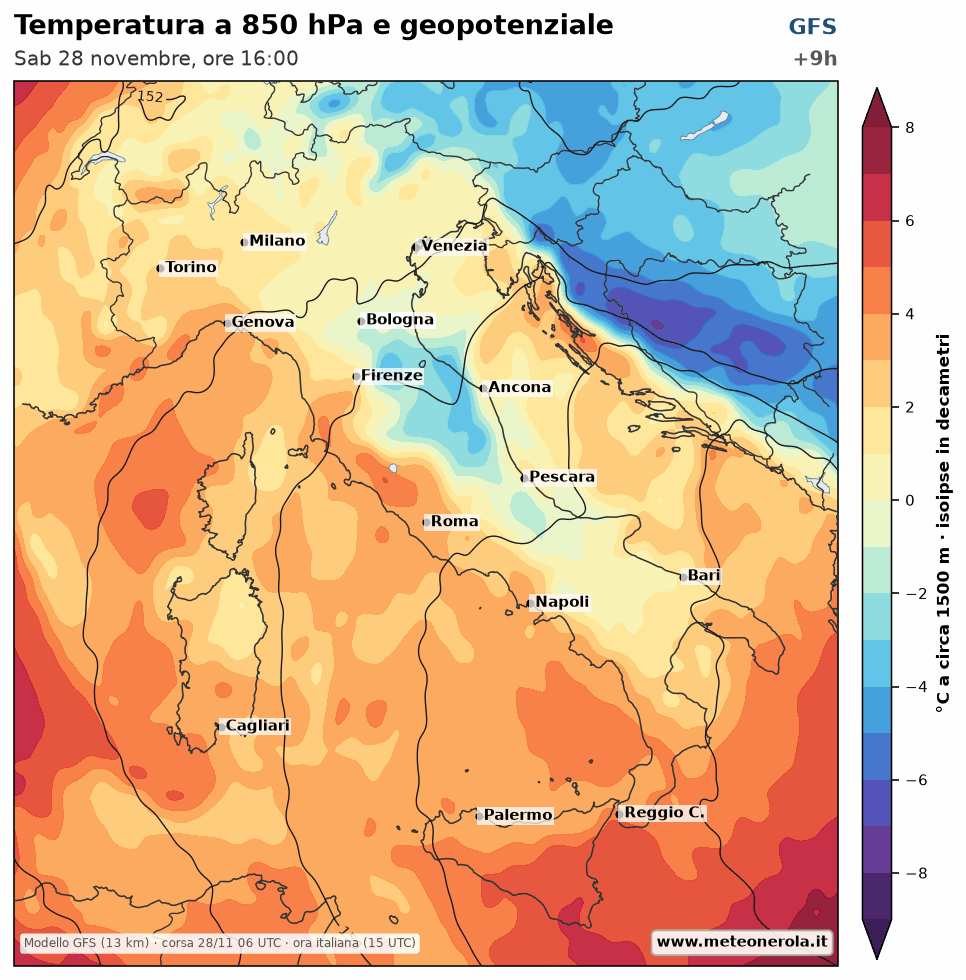 Temperatura a 850 hPa e geopotenziale
GFS
Sab 28 novembre, ore 16:00
+9h
152
Milano
Venezia
Torino
Genova
Bologna
Firenze
Ancona
Pescara
Roma
Bari
Napoli
Cagliari
Palermo
Reggio C.
8
6
4
2
0
−2
−4
−6
−8
°C a circa 1500 m · isoipse in decametri
Modello GFS (13 km) · corsa 28/11 06 UTC · ora italiana (15 UTC)
www.meteonerola.it